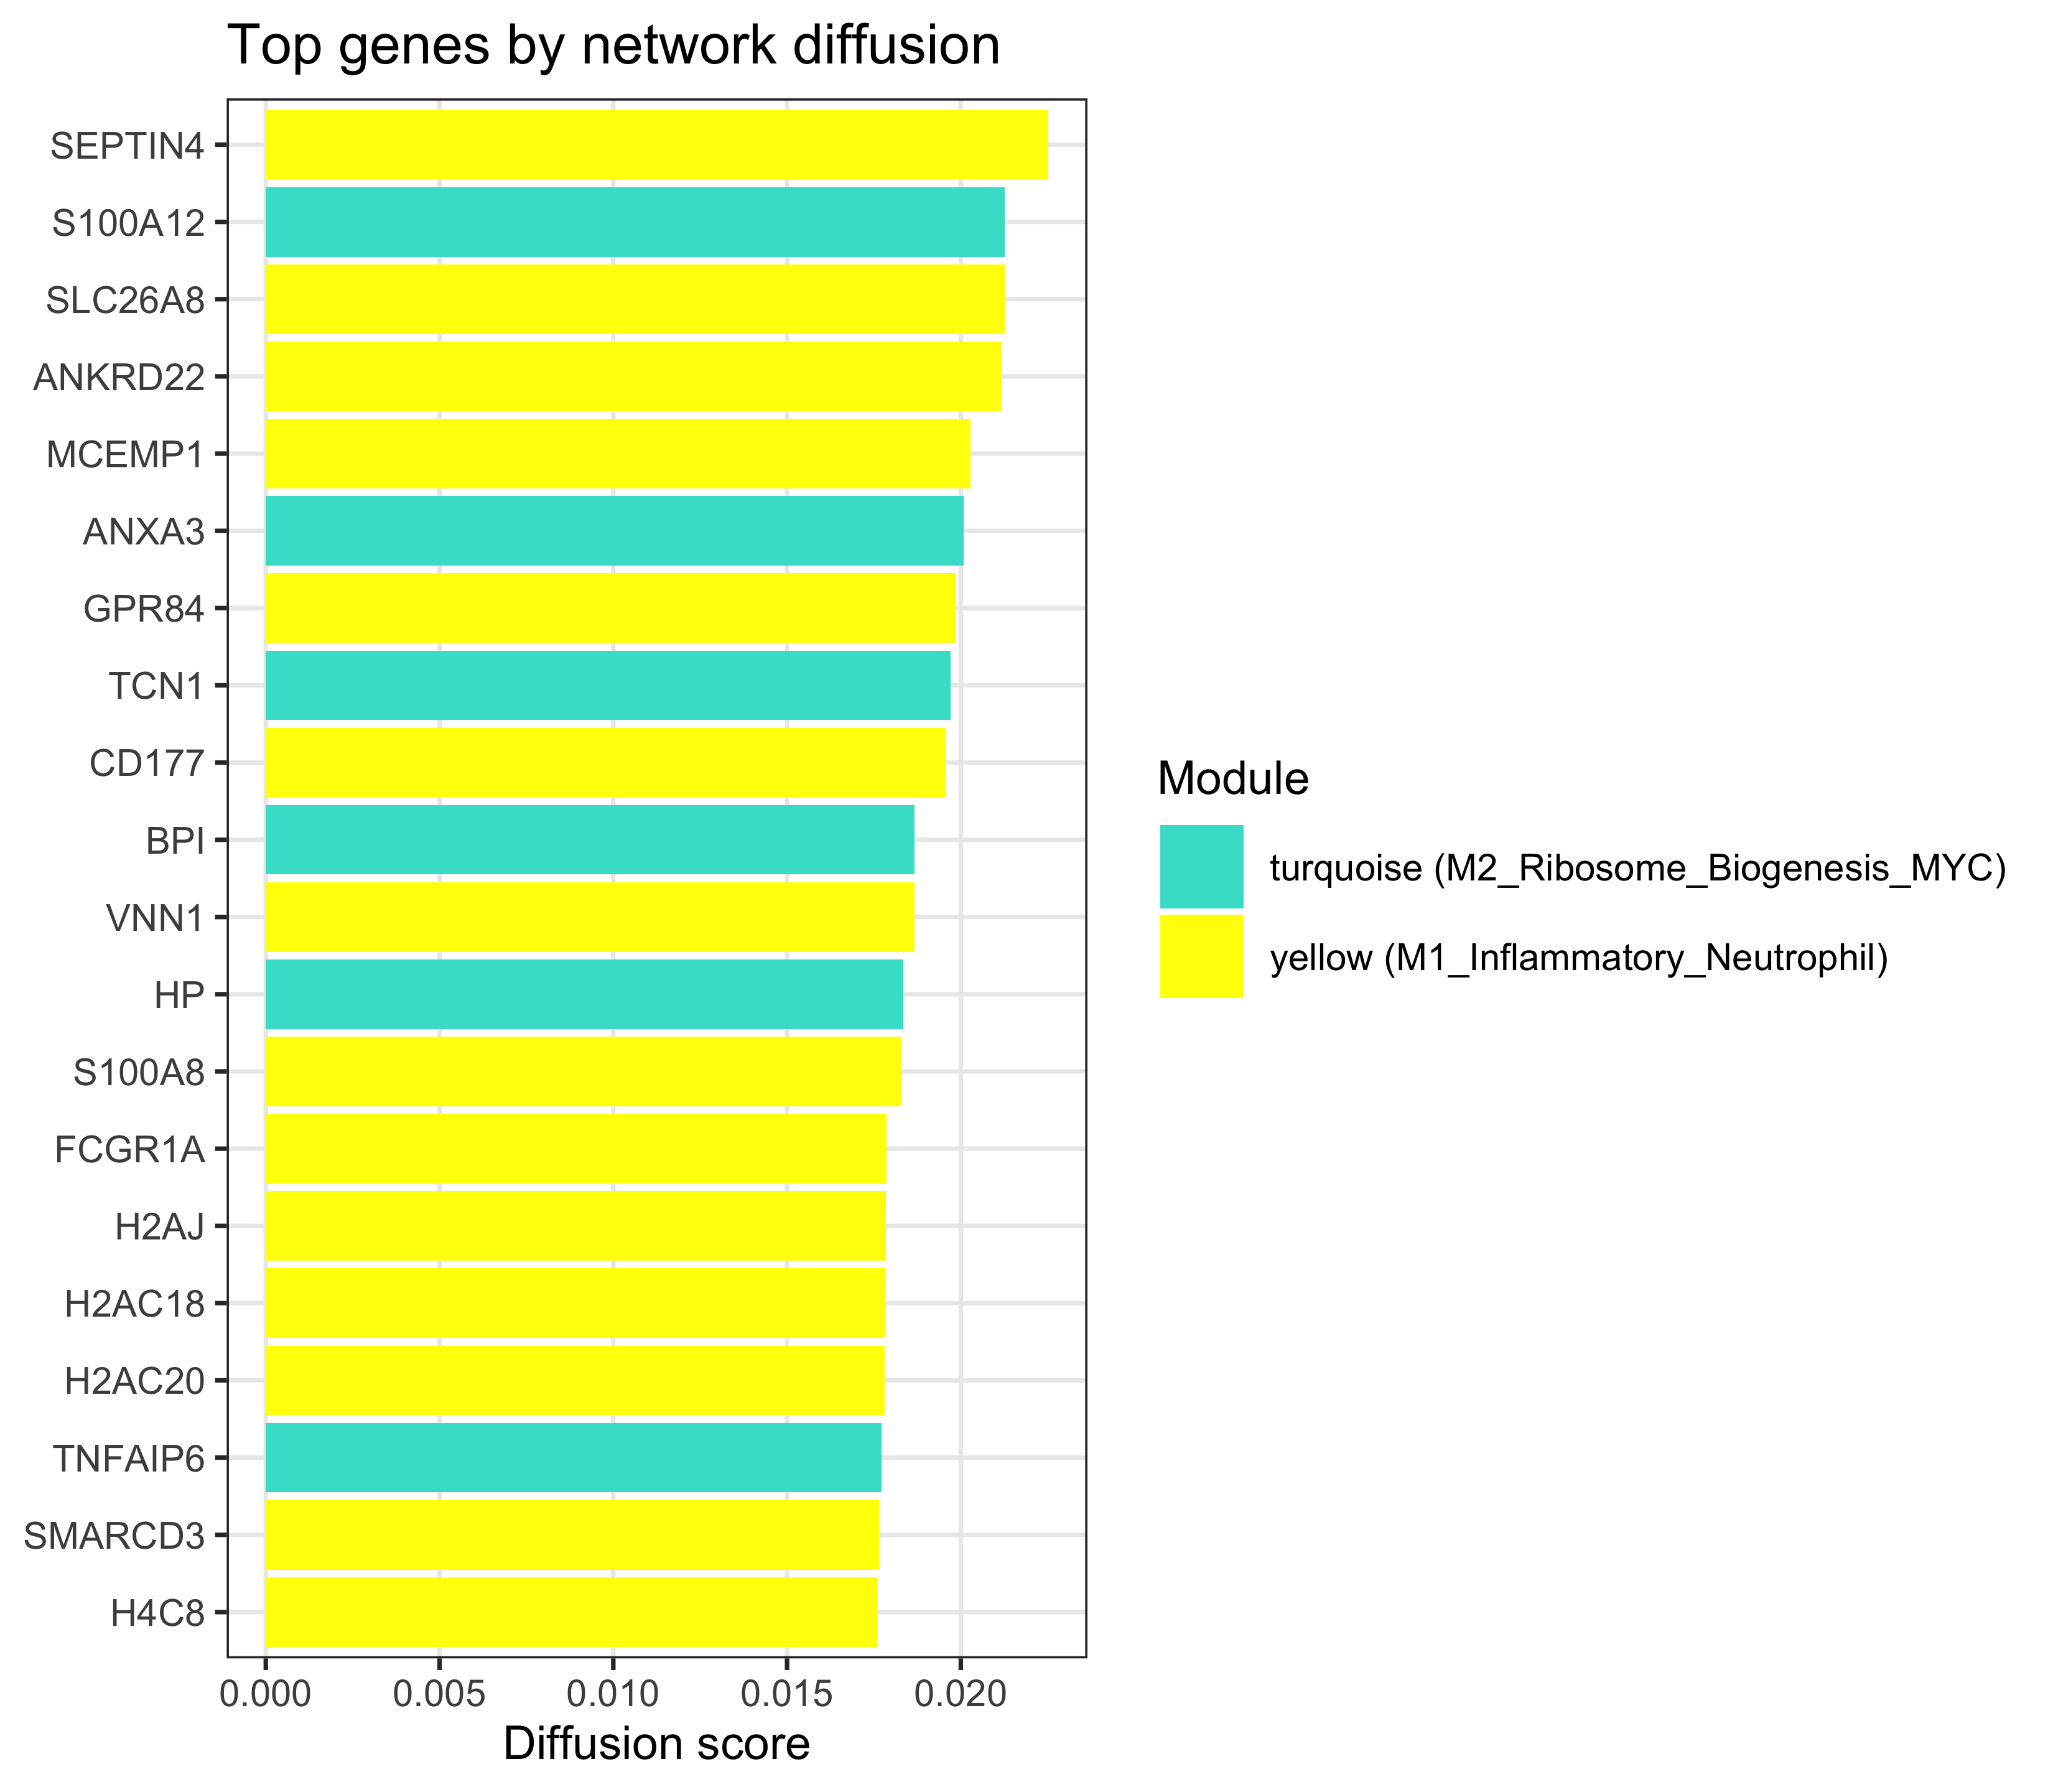 Top genes by network diffusion
SEPTIN4
S100A12
SLC26A8
ANKRD22
MCEMP1
ANXA3
GPR84
TCN1
CD177
BPI
VNN1
HP
S100A8
FCGR1A
H2AJ
H2AC18
H2AC20
TNFAIP6
SMARCD3
H4C8
0.000 0.005 0.010 0.015 0.020
Diffusion score
Module
turquoise (M2_Ribosome_Biogenesis_MYC)
yellow (M1_Inflammatory_Neutrophil)